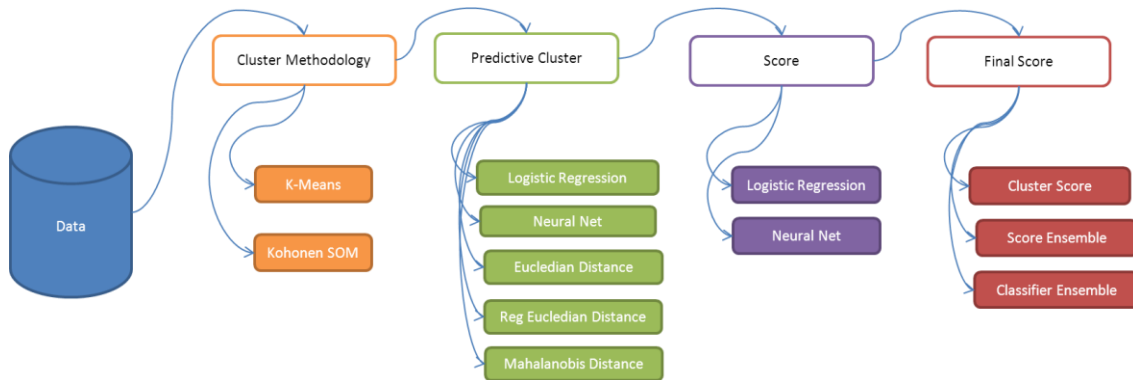 Data
Cluster Methodology
K-Means
Kohonen SOM
Predictive Cluster
Logistic Regression
Neural Net
Eucledian Distance
Reg Eucledian Distance
Mahalanobis Distance
Score
Logistic Regression
Neural Net
Final Score
Cluster Score
Score Ensemble
Classifier Ensemble